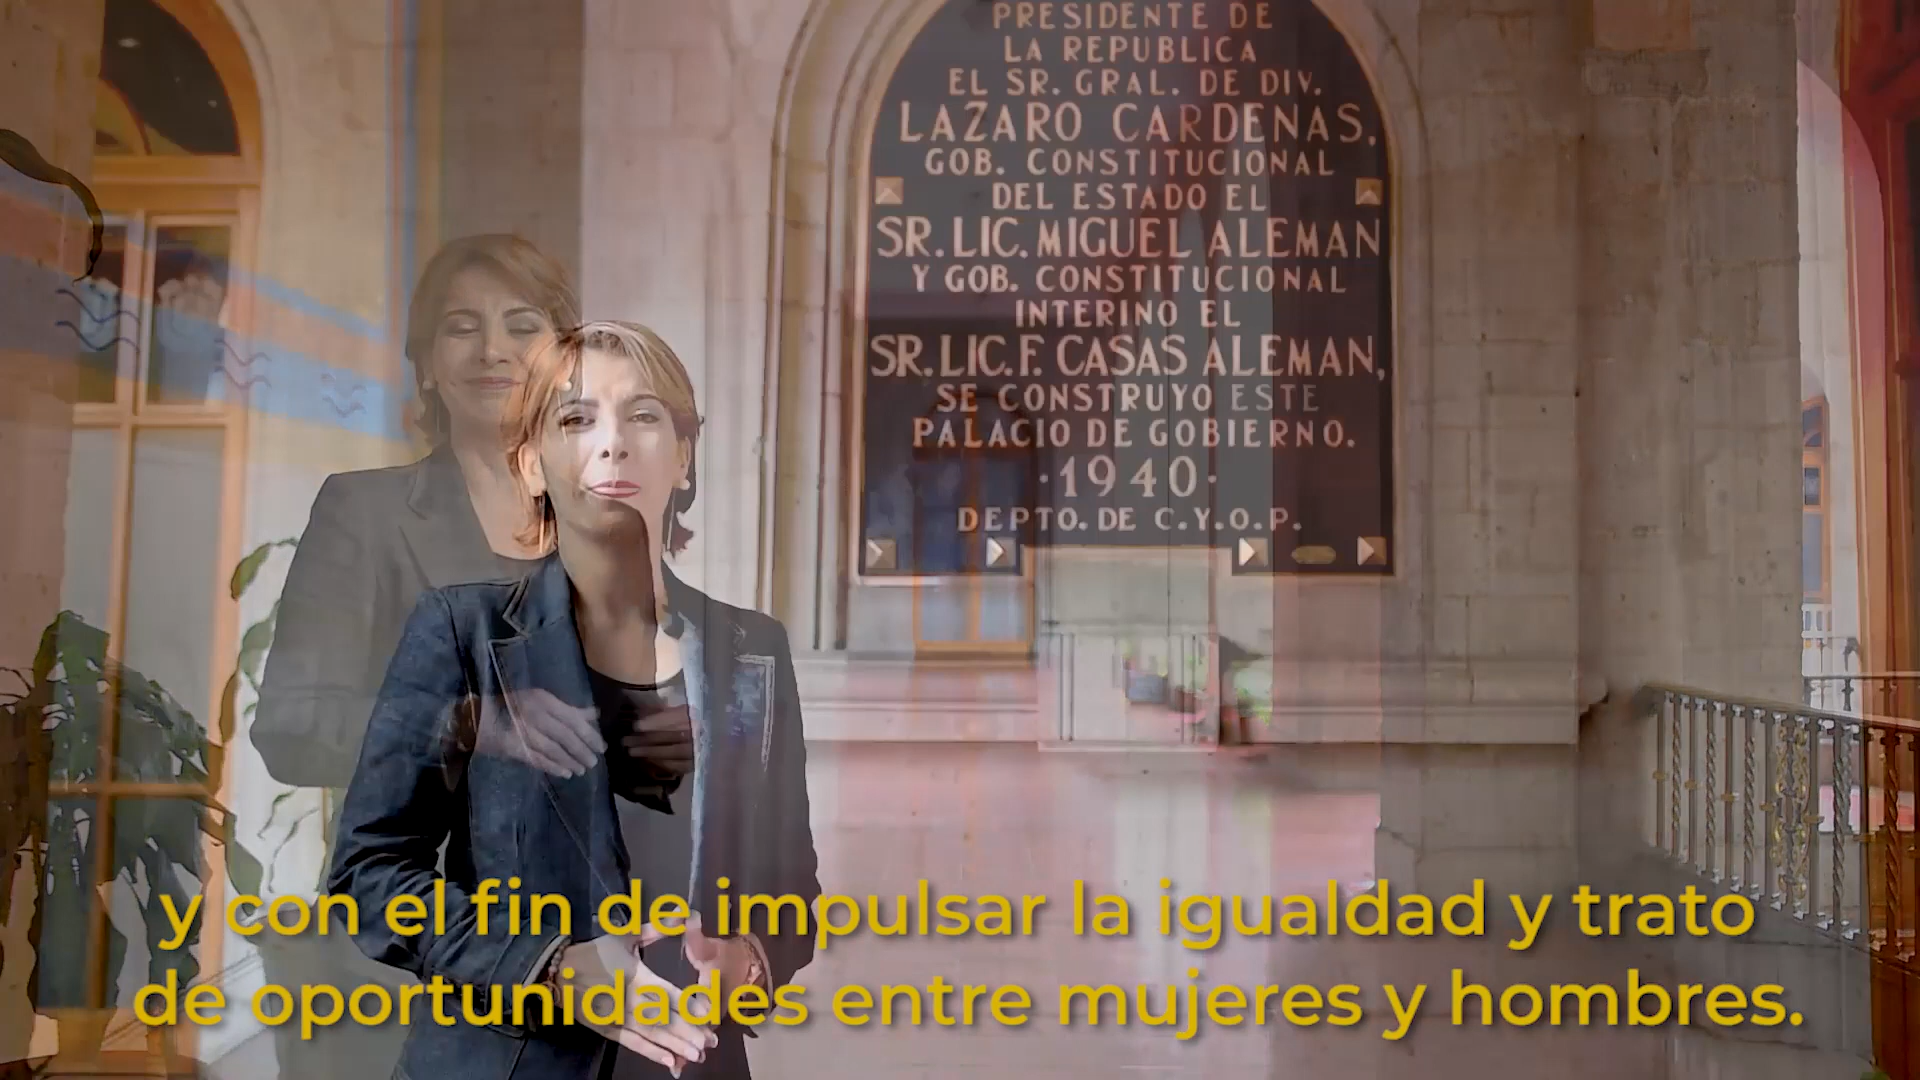 PRESIDENTE DE
LA REPUBLICA
EL SR. GRAL. DE DIV.
LAZARO CARDENAS,
GOB. CONSTITUCIONAL
DEL ESTADO EL
SR. LIC. MIGUEL ALEMAN
Y GOB. CONSTITUCIONAL
INTERINO EL
SR. LIC. F. CASAS ALEMAN,
SE CONSTRUYO ESTE
PALACIO DE GOBIERNO.
·1940·
DEPTO. DE C.Y.O.P.
y con el fin de impulsar la igualdad y trato
de oportunidades entre mujeres y hombres.